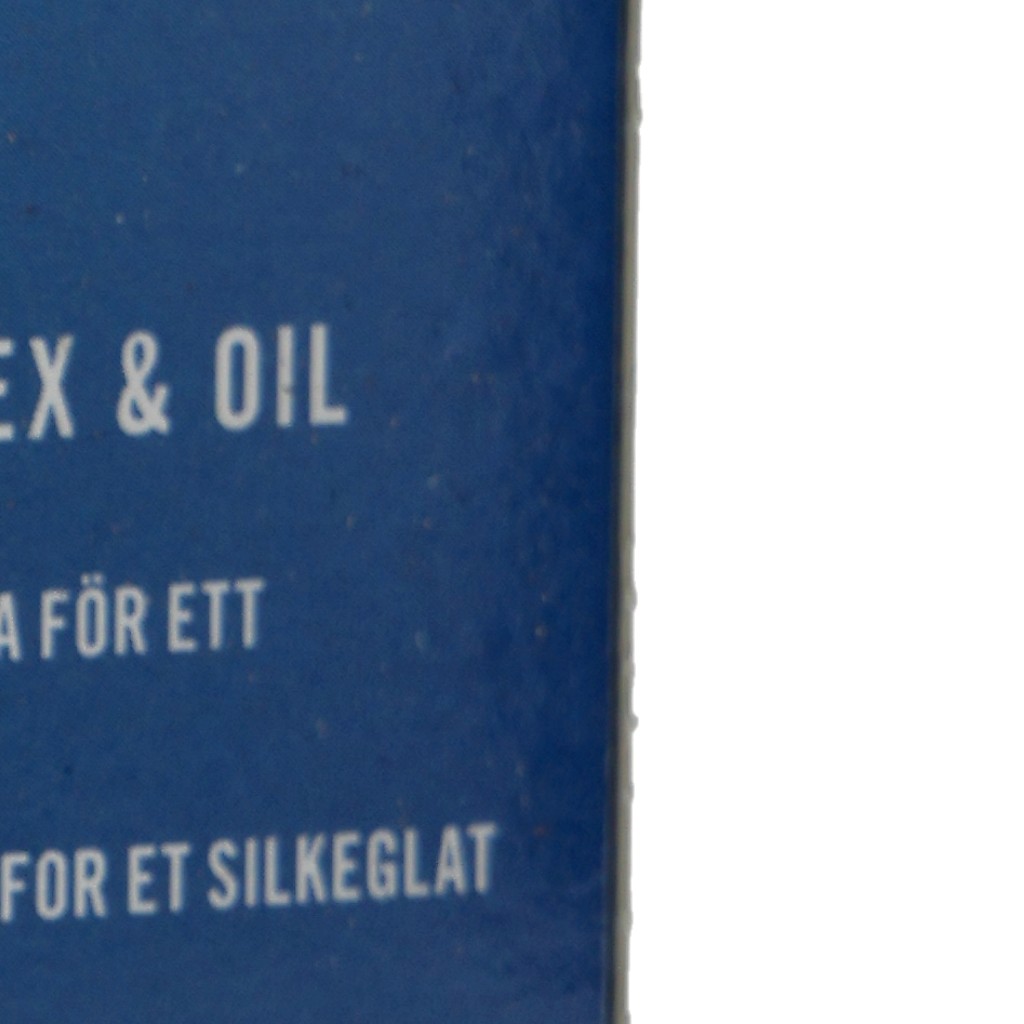 EX & OIL
A FÖR ETT
FOR ET SILKEGLAT